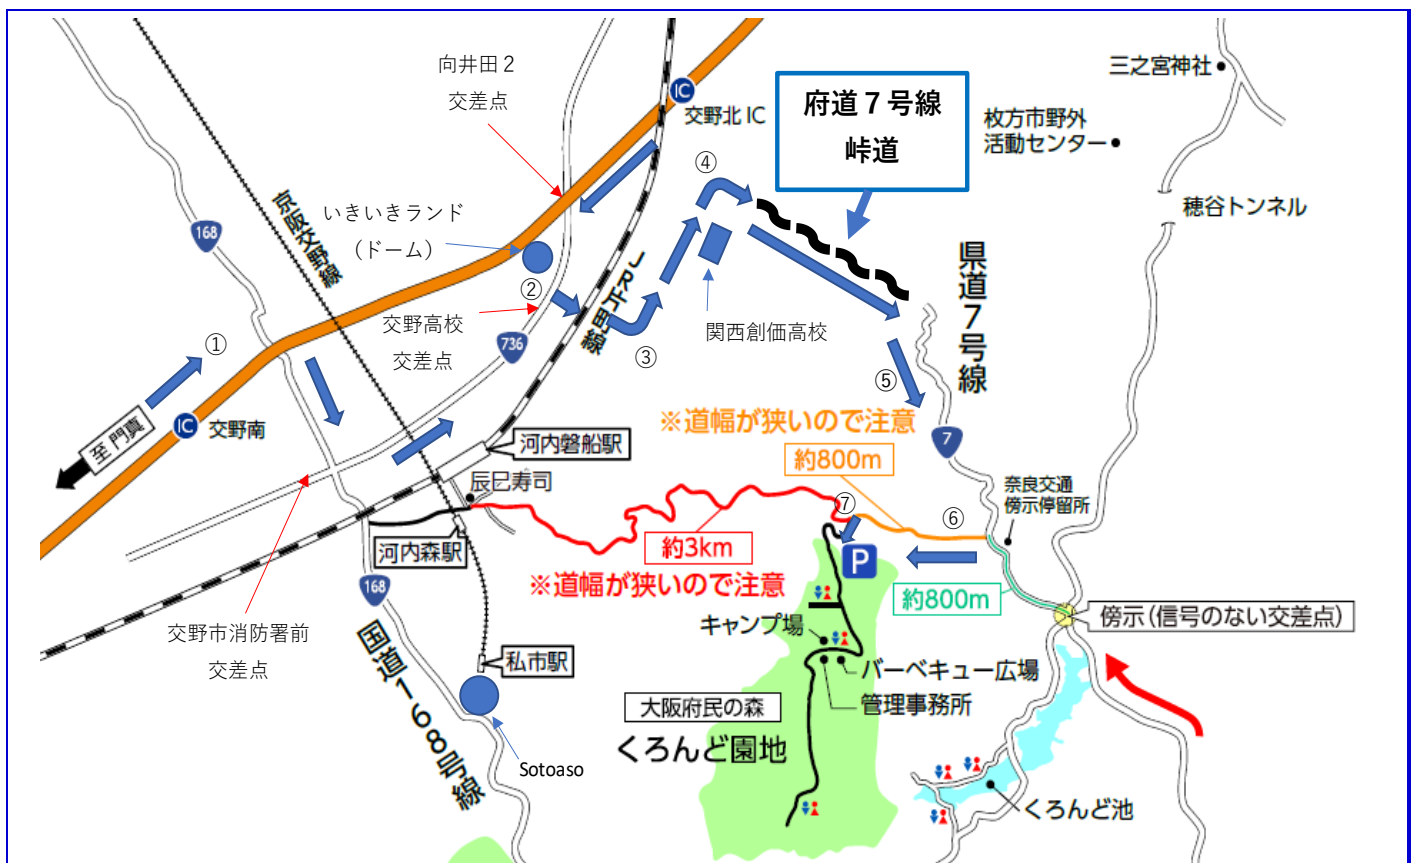 向井田２
交差点
IC
交野北 IC
府道７号線
峠道
三之宮神社
枚方市野外
活動センター
穂谷トンネル
京阪交野線
168
いきいきランド
（ドーム）
④
JR片町線
県道7号線
①
②
交野高校
交差点
736
③
関西創価高校
⑤
IC
交野南
至 門真
※道幅が狭いので注意
約800m
7
河内磐船駅
辰巳寿司
奈良交通
傍示停留所
⑦
⑥
約3km
※道幅が狭いので注意
P
約800m
河内森駅
168
傍示(信号のない交差点)
交野市消防署前
交差点
キャンプ場
国道168号線
私市駅
バーベキュー広場
管理事務所
大阪府民の森
くろんど園地
Sotoaso
くろんど池